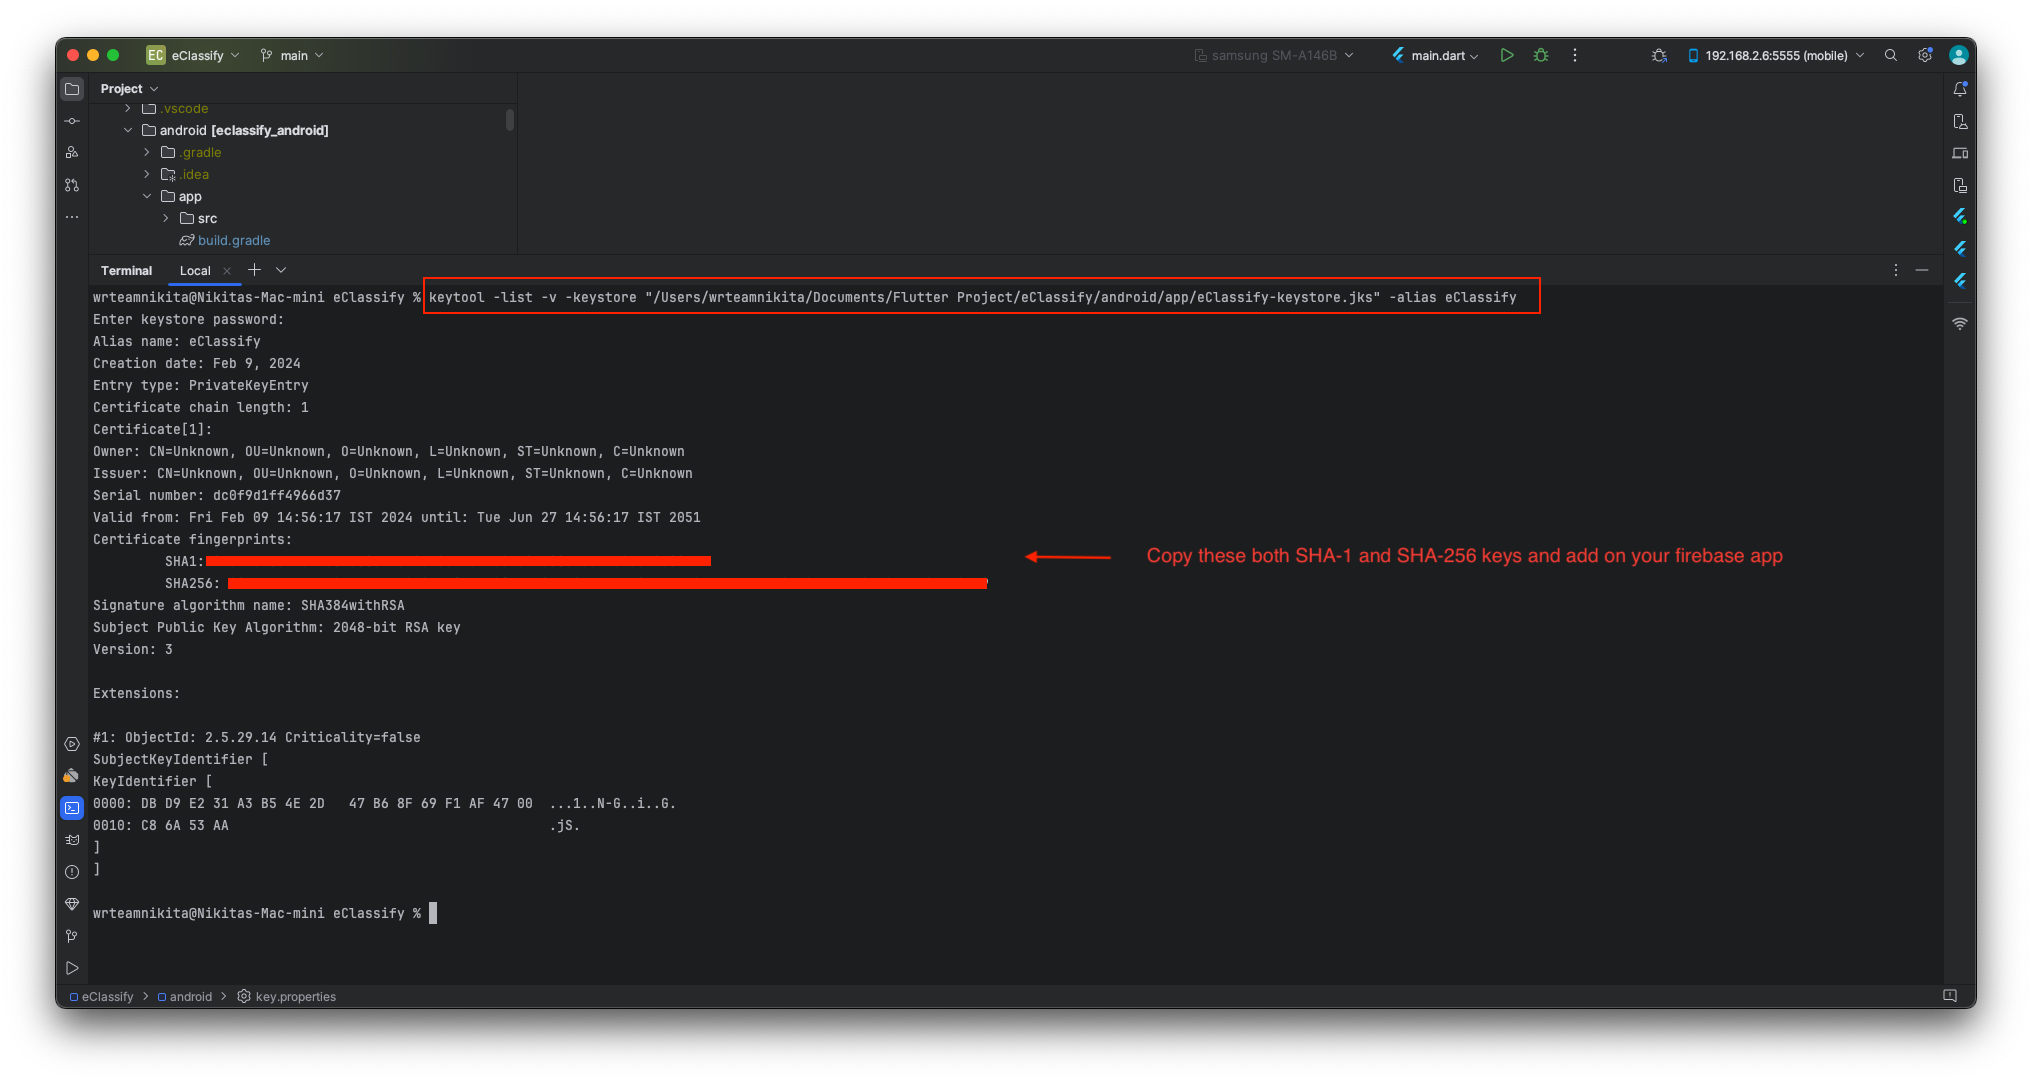 EC eClassify main samsung SM-A146B main.dart 192.168.2.6:5555 (mobile)
Project
.vscode
android [eclassify_android]
.gradle
.idea
app
src
build.gradle
Terminal Local
wrteamnikita@Nikitas-Mac-mini eClassify % keytool -list -v -keystore "/Users/wrteamnikita/Documents/Flutter Project/eClassify/android/app/eClassify-keystore.jks" -alias eClassify
Enter keystore password:
Alias name: eClassify
Creation date: Feb 9, 2024
Entry type: PrivateKeyEntry
Certificate chain length: 1
Certificate[1]:
Owner: CN=Unknown, OU=Unknown, O=Unknown, L=Unknown, ST=Unknown, C=Unknown
Issuer: CN=Unknown, OU=Unknown, O=Unknown, L=Unknown, ST=Unknown, C=Unknown
Serial number: dc0f9d1ff4966d37
Valid from: Fri Feb 09 14:56:17 IST 2024 until: Tue Jun 27 14:56:17 IST 2051
Certificate fingerprints:
SHA1:
Copy these both SHA-1 and SHA-256 keys and add on your firebase app
SHA256:
Signature algorithm name: SHA384withRSA
Subject Public Key Algorithm: 2048-bit RSA key
Version: 3
Extensions:
#1: ObjectId: 2.5.29.14 Criticality=false
SubjectKeyIdentifier [
KeyIdentifier [
0000: DB D9 E2 31 A3 B5 4E 2D   47 B6 8F 69 F1 AF 47 00  ...1..N-G..i..G.
0010: C8 6A 53 AA                                        .jS.
]
]
wrteamnikita@Nikitas-Mac-mini eClassify %
eClassify > android > key.properties